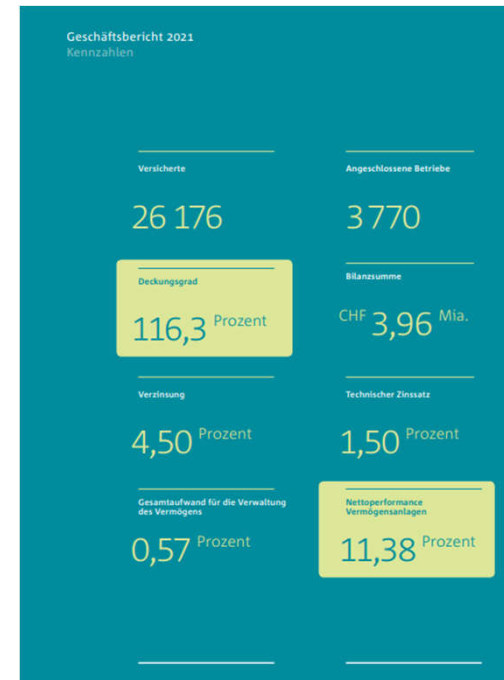 Geschäftsbericht 2021
Kennzahlen
Versicherte
26 176
Angeschlossene Betriebe
3 770
Deckungsgrad
116,3 Prozent
Bilanzsumme
CHF 3,96 Mia.
Verzinsung
4,50 Prozent
Technischer Zinssatz
1,50 Prozent
Gesamtaufwand für die Verwaltung
des Vermögens
0,57 Prozent
Nettoperformance
Vermögensanlagen
11,38 Prozent